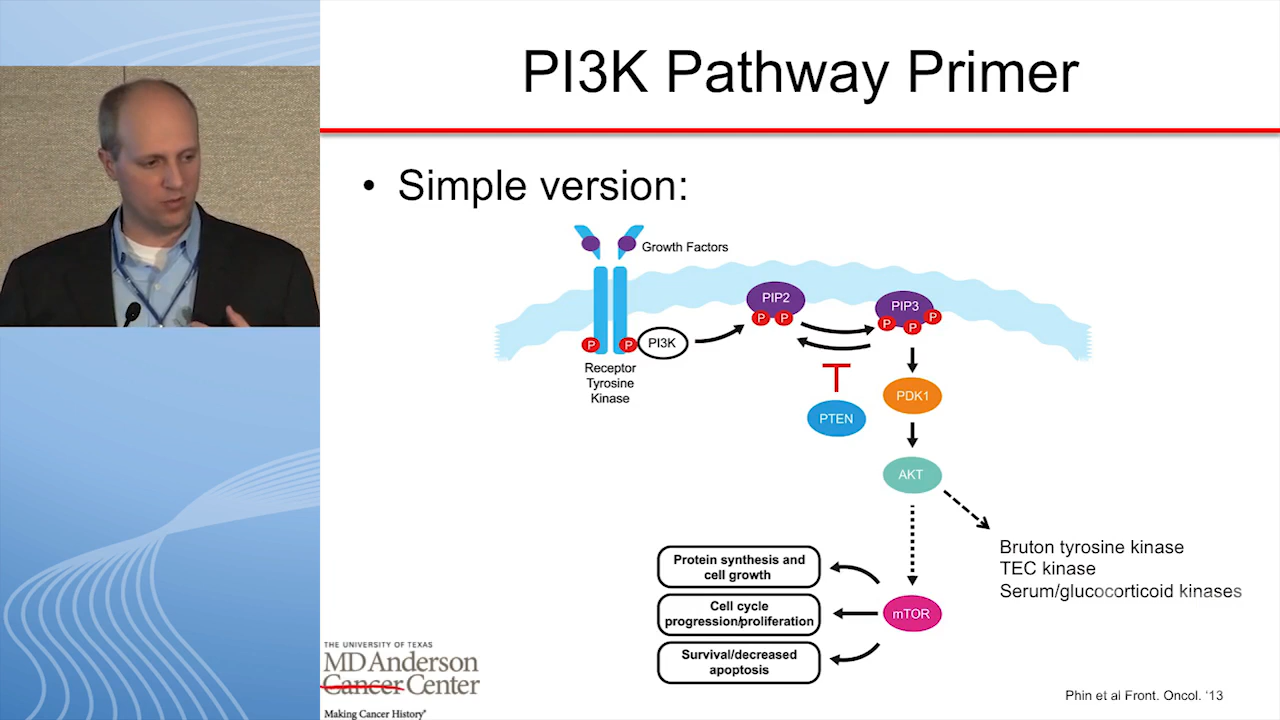 PI3K Pathway Primer
• Simple version:
Growth Factors
PIP2
P P
PIP3
P P P
P P
PI3K
Receptor
Tyrosine
Kinase
PDK1
PTEN
AKT
Bruton tyrosine kinase
TEC kinase
Serum/glucocorticoid kinases
Protein synthesis and
cell growth
Cell cycle
progression/proliferation
mTOR
Survival/decreased
apoptosis
THE UNIVERSITY OF TEXAS
MD Anderson
Cancer Center
Making Cancer History®
Phin et al Front. Oncol. ‘13